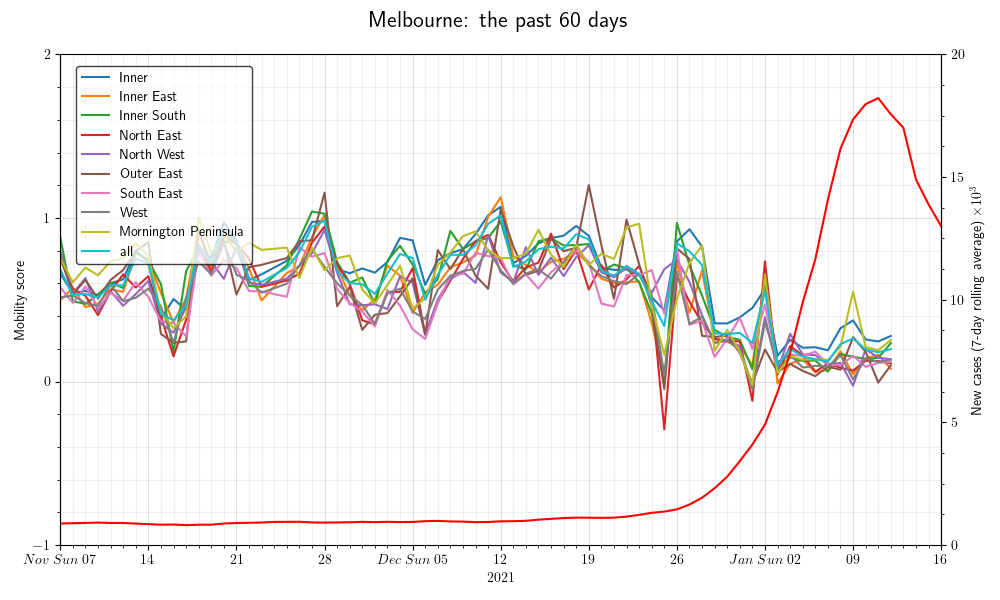 Melbourne: the past 60 days
2
1
0
−1
Mobility score
Inner
Inner East
Inner South
North East
North West
Outer East
South East
West
Mornington Peninsula
all
20
15
10
5
0
New cases (7-day rolling average) ×10³
Nov Sun 07 14 21 28 Dec Sun 05 12 19 26 Jan Sun 02 09 16
2021